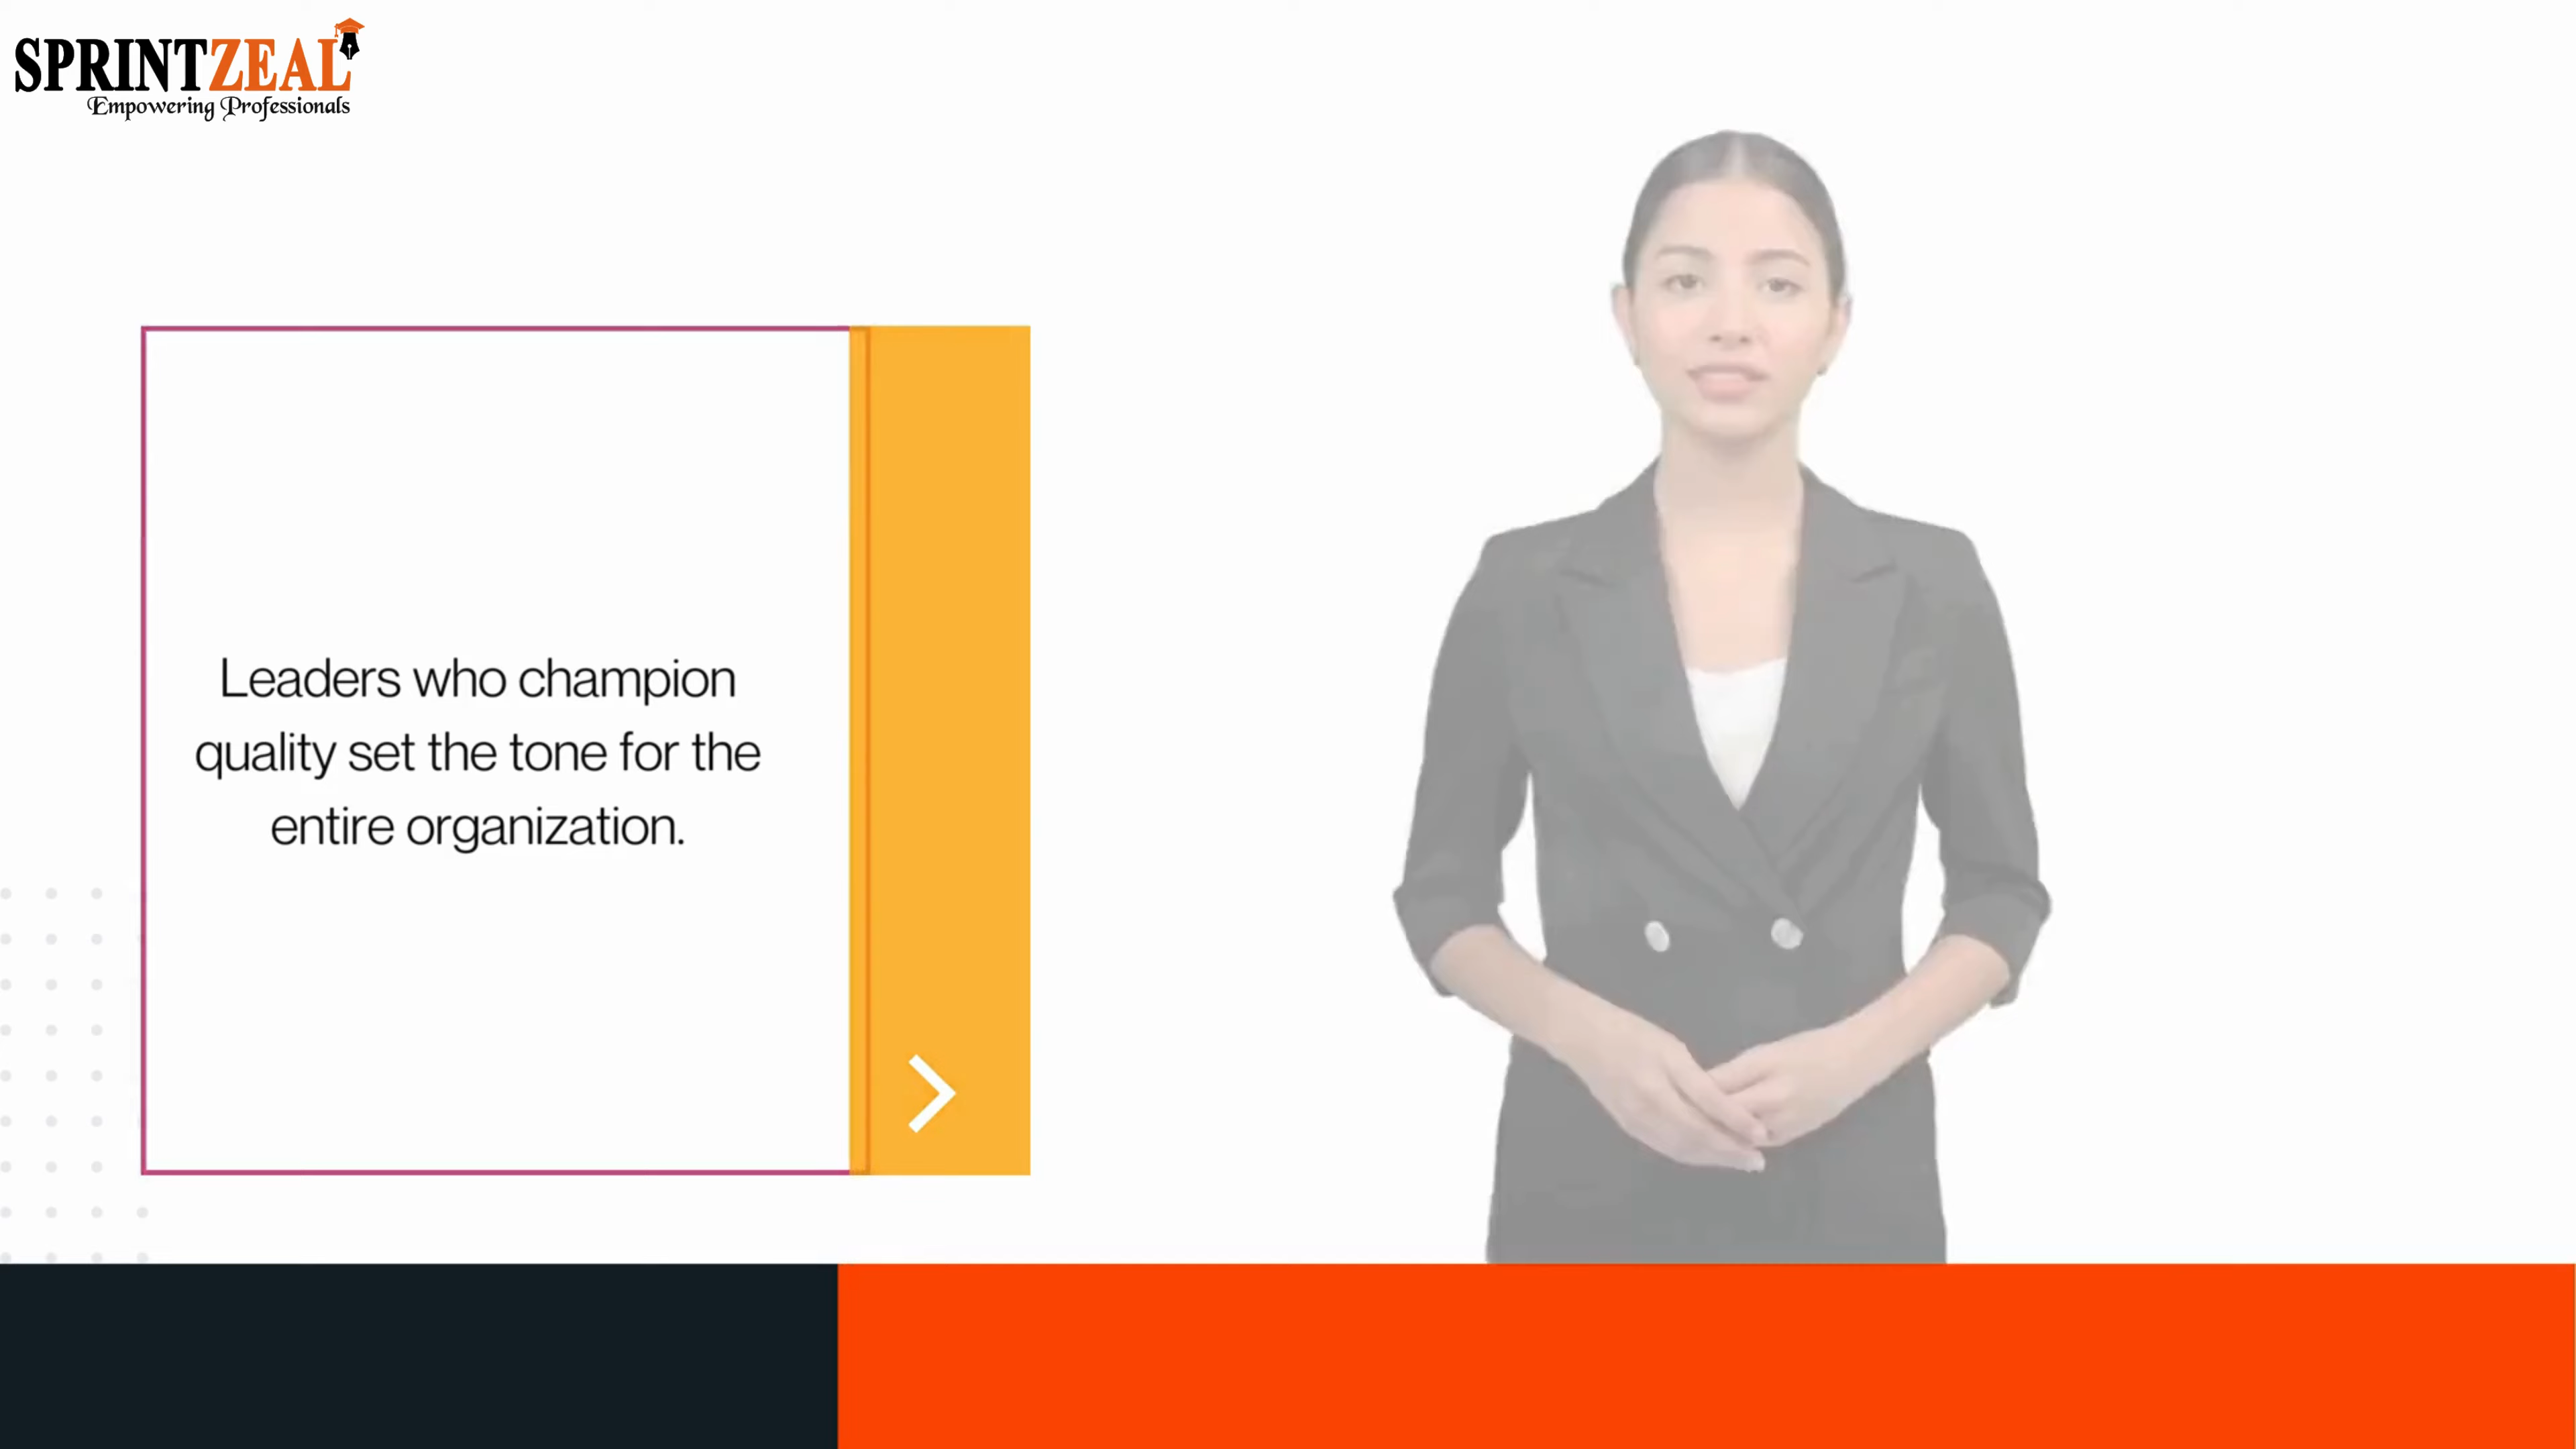 SPRINTZEAL
Empowering Professionals
Leaders who champion
quality set the tone for the
entire organization.